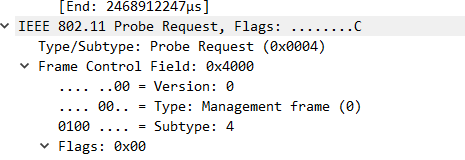 [End: 2468912247µs]
IEEE 802.11 Probe Request, Flags: ........C
Type/Subtype: Probe Request (0x0004)
Frame Control Field: 0x4000
.... ..00 = Version: 0
.... 00.. = Type: Management frame (0)
0100 .... = Subtype: 4
Flags: 0x00